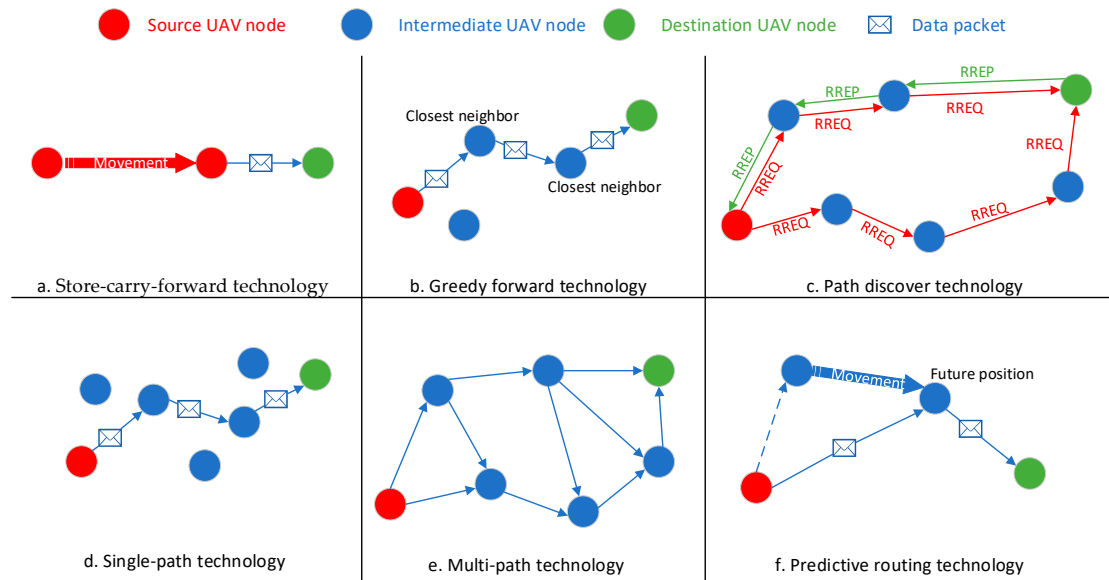 Source UAV node
Intermediate UAV node
Destination UAV node
Data packet
Movement
a. Store-carry-forward technology
Closest neighbor
Closest neighbor
b. Greedy forward technology
RREP
RREP
RREQ
RREQ
RREP
RREQ
RREQ
RREQ
RREQ
RREQ
c. Path discover technology
d. Single-path technology
e. Multi-path technology
Movement
Future position
f. Predictive routing technology